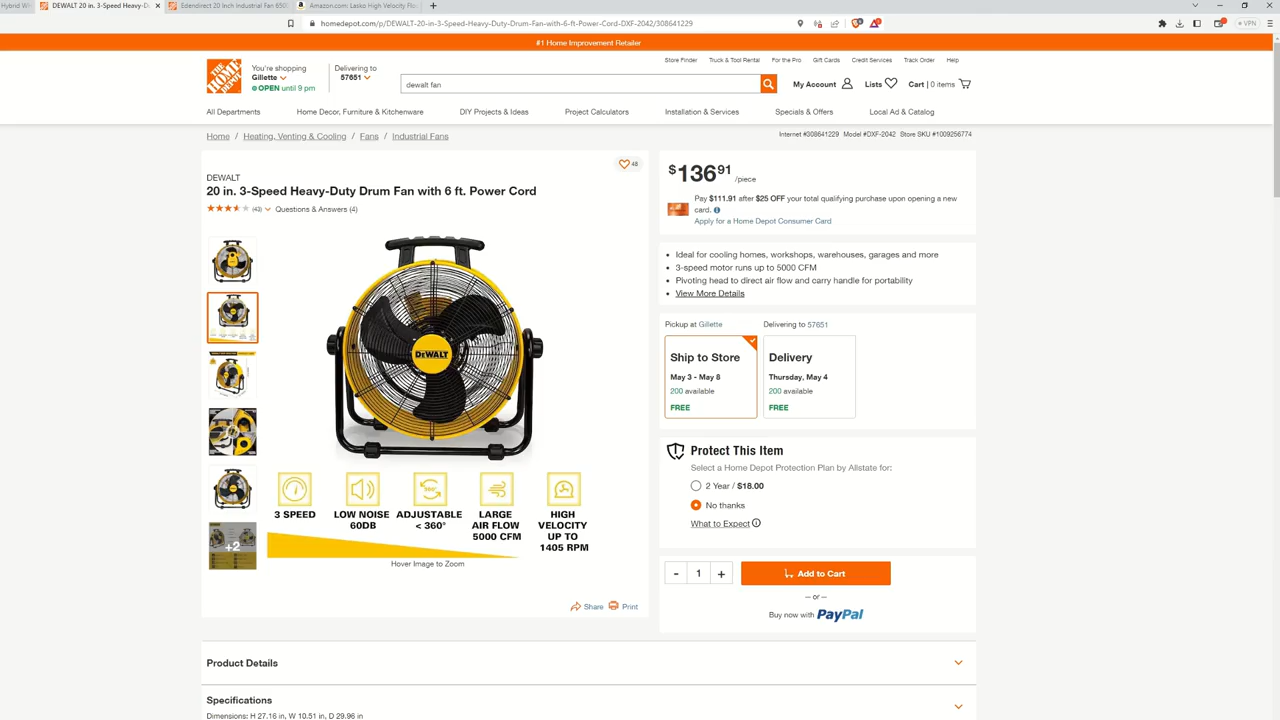 Hybrid Wi
DEWALT 20 in. 3-Speed Heavy-Du
Edendirect 20 Inch Industrial Fan 650
Amazon.com: Lasko High Velocity Flo
homedepot.com/p/DEWALT-20-in-3-Speed-Heavy-Duty-Drum-Fan-with-6-ft-Power-Cord-DXF-2042/308641229
VPN
#1 Home Improvement Retailer
Store Finder Truck & Tool Rental For the Pro Gift Cards Credit Services Track Order Help
THE HOME DEPOT
You're shopping
Gillette
OPEN until 9 pm
Delivering to
57651
dewalt fan
My Account Lists Cart | 0 items
All Departments Home Decor, Furniture & Kitchenware DIY Projects & Ideas Project Calculators Installation & Services Specials & Offers Local Ad & Catalog
Home / Heating, Venting & Cooling / Fans / Industrial Fans
Internet #308641229 Model #DXF-2042 Store SKU #1009256774
48
DEWALT
20 in. 3-Speed Heavy-Duty Drum Fan with 6 ft. Power Cord
(43) Questions & Answers (4)
DEWALT
+2
3 SPEED
LOW NOISE
60DB
360°
ADJUSTABLE
< 360°
LARGE
AIR FLOW
5000 CFM
HIGH
VELOCITY
UP TO
1405 RPM
Hover Image to Zoom
Share Print
$136 91 /piece
Pay $111.91 after $25 OFF your total qualifying purchase upon opening a new
card.
Apply for a Home Depot Consumer Card
• Ideal for cooling homes, workshops, warehouses, garages and more
• 3-speed motor runs up to 5000 CFM
• Pivoting head to direct air flow and carry handle for portability
• View More Details
Pickup at Gillette
Delivering to 57651
Ship to Store
May 3 - May 8
200 available
FREE
Delivery
Thursday, May 4
200 available
FREE
Protect This Item
Select a Home Depot Protection Plan by Allstate for:
2 Year / $18.00
No thanks
What to Expect
- 1 +
Add to Cart
— or —
Buy now with PayPal
Product Details
Specifications
Dimensions: H 27.16 in, W 10.51 in, D 29.96 in